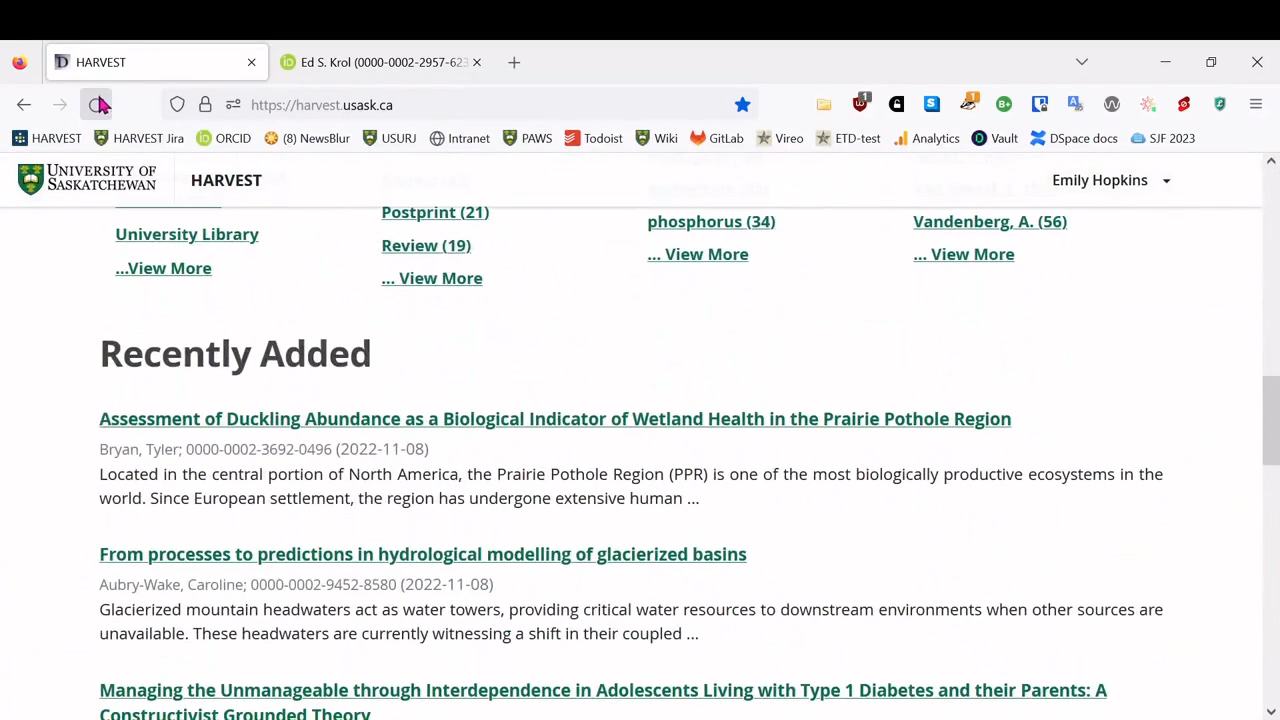 HARVEST
Ed S. Krol (0000-0002-2957-623
https://harvest.usask.ca
1
1
HARVEST
HARVEST Jira
ORCID
(8) NewsBlur
USURJ
Intranet
PAWS
Todoist
Wiki
GitLab
Vireo
ETD-test
Analytics
Vault
DSpace docs
SJF 2023
UNIVERSITY OF
SASKATCHEWAN
HARVEST
Emily Hopkins
University Library
...View More
Postprint (21)
Review (19)
... View More
phosphorus (34)
... View More
Vandenberg, A. (56)
... View More
Recently Added
Assessment of Duckling Abundance as a Biological Indicator of Wetland Health in the Prairie Pothole Region
Bryan, Tyler; 0000-0002-3692-0496 (2022-11-08)
Located in the central portion of North America, the Prairie Pothole Region (PPR) is one of the most biologically productive ecosystems in the
world. Since European settlement, the region has undergone extensive human ...
From processes to predictions in hydrological modelling of glacierized basins
Aubry-Wake, Caroline; 0000-0002-9452-8580 (2022-11-08)
Glacierized mountain headwaters act as water towers, providing critical water resources to downstream environments when other sources are
unavailable. These headwaters are currently witnessing a shift in their coupled ...
Managing the Unmanageable through Interdependence in Adolescents Living with Type 1 Diabetes and their Parents: A
Constructivist Grounded Theory